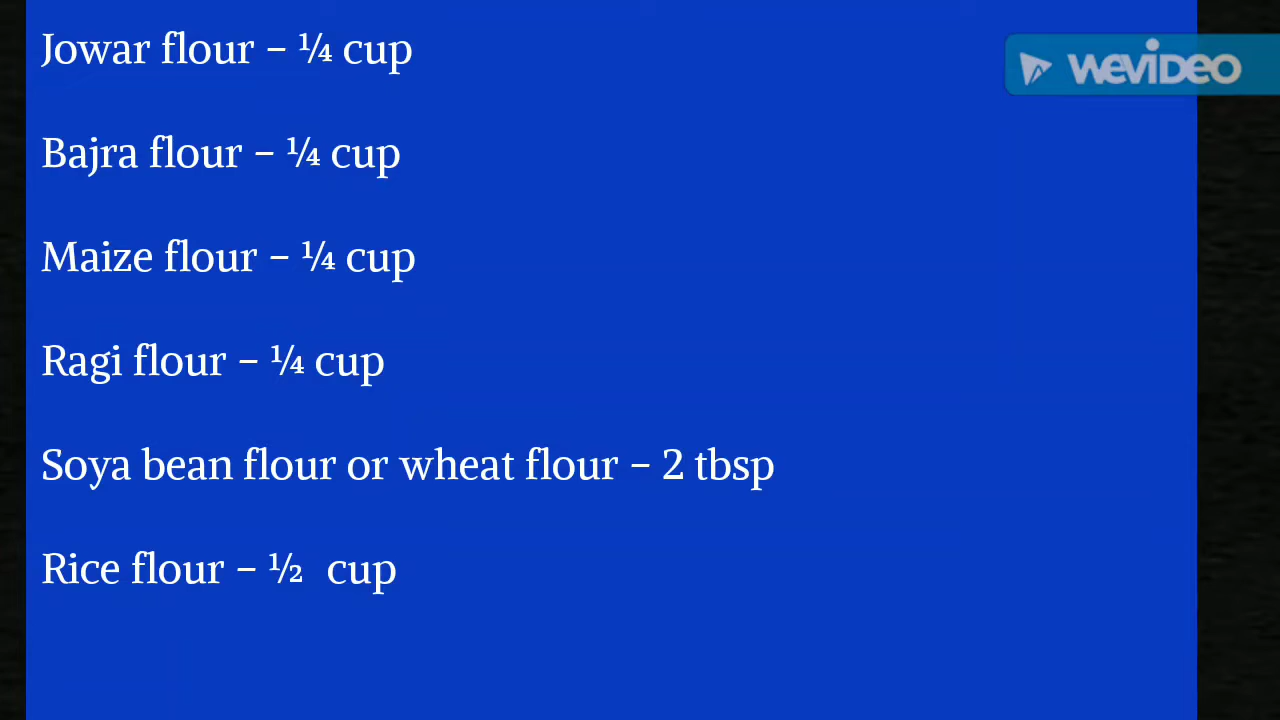 Jowar flour – ¼ cup
WEVIDEO
Bajra flour – ¼ cup
Maize flour – ¼ cup
Ragi flour – ¼ cup
Soya bean flour or wheat flour – 2 tbsp
Rice flour – ½  cup